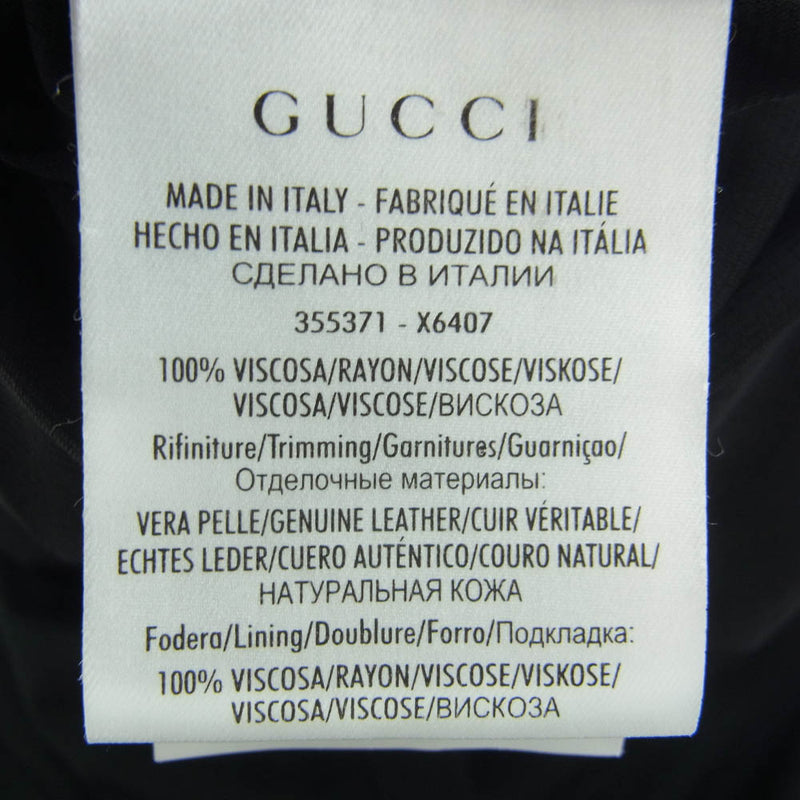 GUCCI
MADE IN ITALY - FABRIQUÉ EN ITALIE
HECHO EN ITALIA - PRODUZIDO NA ITÁLIA
СДЕЛАНО В ИТАЛИИ
355371 - X6407
100% VISCOSA/RAYON/VISCOSE/VISKOSE/
VISCOSA/VISCOSE/ВИСКОЗА
Rifiniture/Trimming/Garnitures/Guarniçao/
Отделочные материалы:
VERA PELLE/GENUINE LEATHER/CUIR VÉRITABLE/
ECHTES LEDER/CUERO AUTÉNTICO/COURO NATURAL/
НАТУРАЛЬНАЯ КОЖА
Fodera/Lining/Doublure/Forro/Подкладка:
100% VISCOSA/RAYON/VISCOSE/VISKOSE/
VISCOSA/VISCOSE/ВИСКОЗА